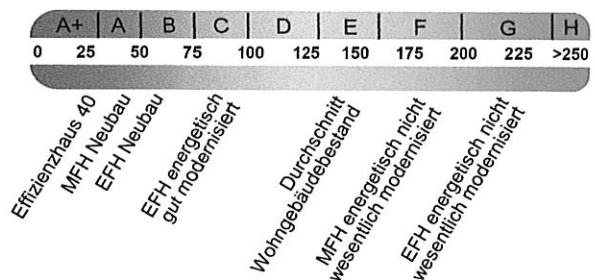 A+ A B C D E F G H
0 25 50 75 100 125 150 175 200 225 >250
Effizienzhaus 40
MFH Neubau
EFH Neubau
EFH energetisch
gut modernisiert
Durchschnitt
Wohngebäudebestand
MFH energetisch nicht
wesentlich modernisiert
EFH energetisch nicht
wesentlich modernisiert